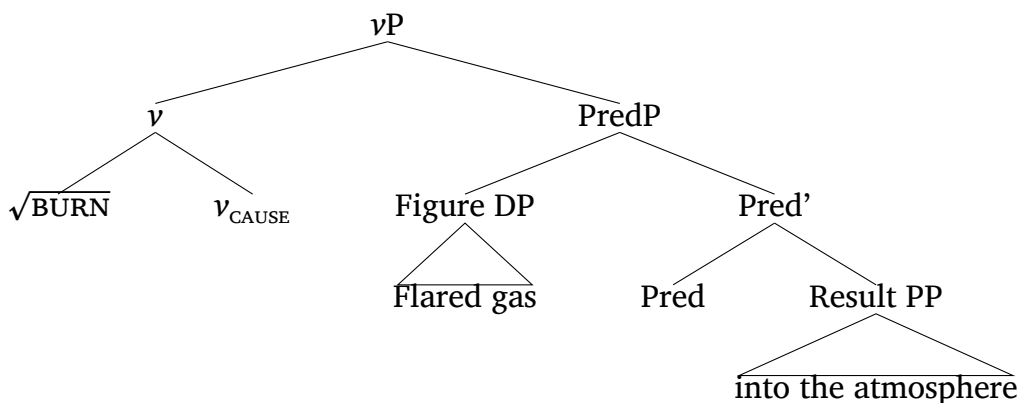 vP
v PredP
√BURN vCAUSE Figure DP Pred’
Flared gas Pred Result PP
into the atmosphere